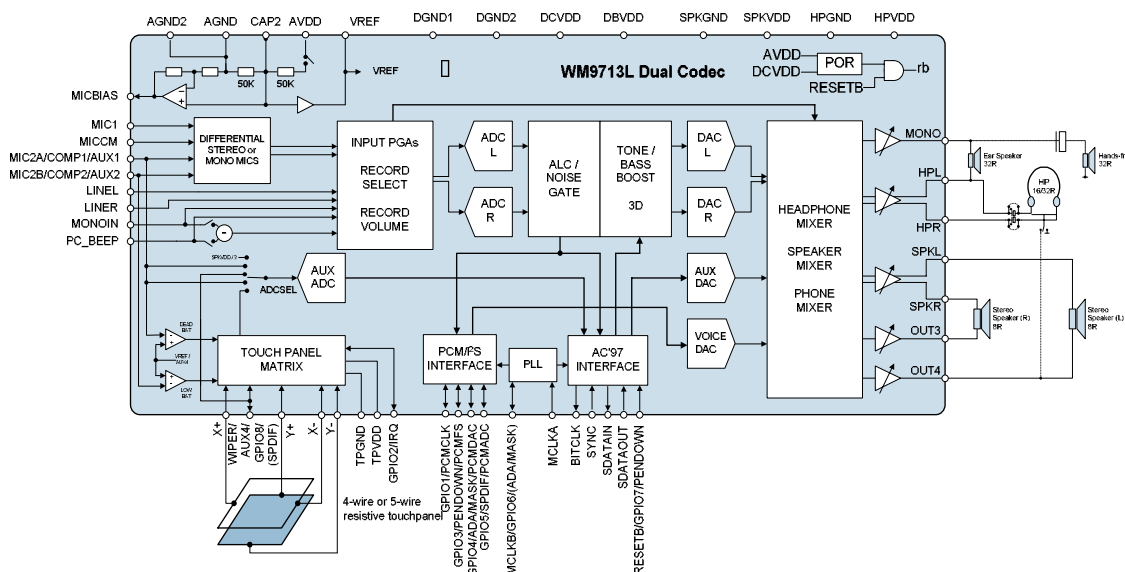 AGND2 AGND CAP2 AVDD VREF DGND1 DGND2 DCVDD DBVDD SPKGND SPKVDD HPGND HPVDD
VREF
50K 50K
WM9713L Dual Codec
AVDD
DCVDD
POR
RESETB
rb
MICBIAS
MIC1
MICCM
MIC2A/COMP1/AUX1
MIC2B/COMP2/AUX2
LINEL
LINER
MONOIN
PC_BEEP
DIFFERENTIAL
STEREO or
MONO MICS
INPUT PGAs
RECORD
SELECT
RECORD
VOLUME
ADC
L
ADC
R
ALC /
NOISE
GATE
TONE /
BASS
BOOST
3D
DAC
L
DAC
R
HEADPHONE
MIXER
SPEAKER
MIXER
PHONE
MIXER
MONO
HPL
HPR
SPKL
SPKR
OUT3
OUT4
Ear Speaker
32R
Hands-fr
32R
HP
16/32R
Stereo
Speaker (R)
8R
Stereo
Speaker (L)
8R
SPKVDD/3
ADCSEL
AUX
ADC
AUX
DAC
VOICE
DAC
DEAD
BAT
VREF/
AUX4
LOW
BAT
TOUCH PANEL
MATRIX
PCM/I²S
INTERFACE
PLL
AC'97
INTERFACE
X+
WIPER/
AUX4/
GPIO8/
(SPDIF)
Y+
X-
Y-
TPGND
TPVDD
GPIO2/IRQ
GPIO1/PCMCLK
GPIO3/PENDOWN/PCMFS
GPIO4/ADA/MASK/PCMDAC
GPIO5/SPDIF/PCMADC
MCLKB/GPIO6/(ADA/MASK)
MCLKA
BITCLK
SYNC
SDATAIN
SDATAOUT
RESETB/GPIO7/PENDOWN
4-wire or 5-wire
resistive touchpanel